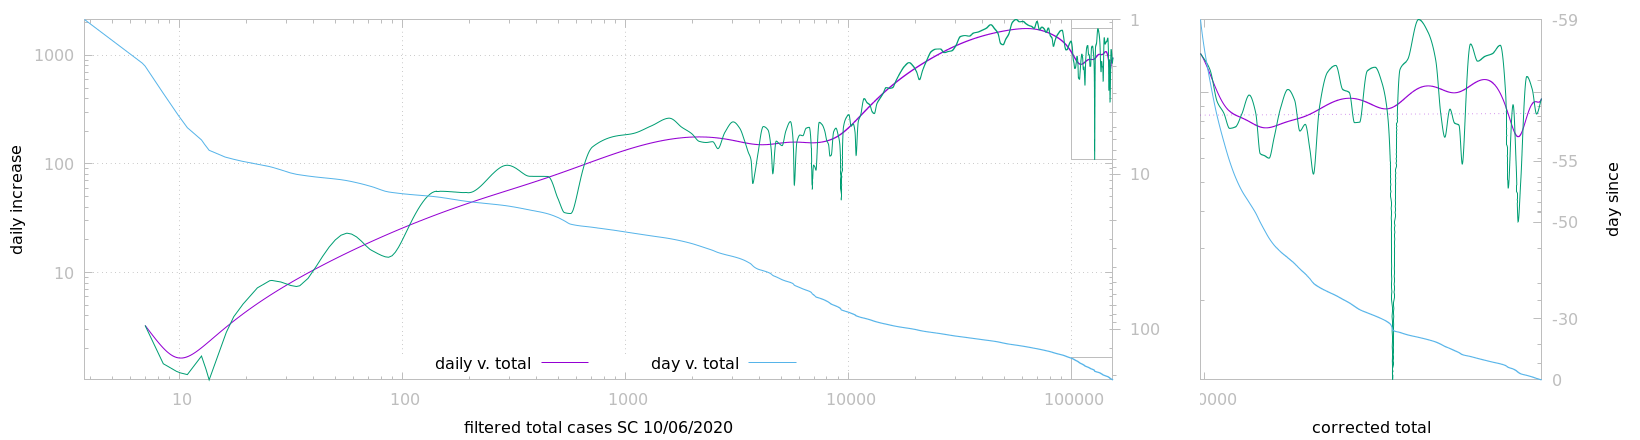 daily increase
1000
100
10
10
100
1000
10000
100000
filtered total cases SC 10/06/2020
daily v. total
day v. total
1
10
100
0000
corrected total
-59
-55
-50
-30
0
day since